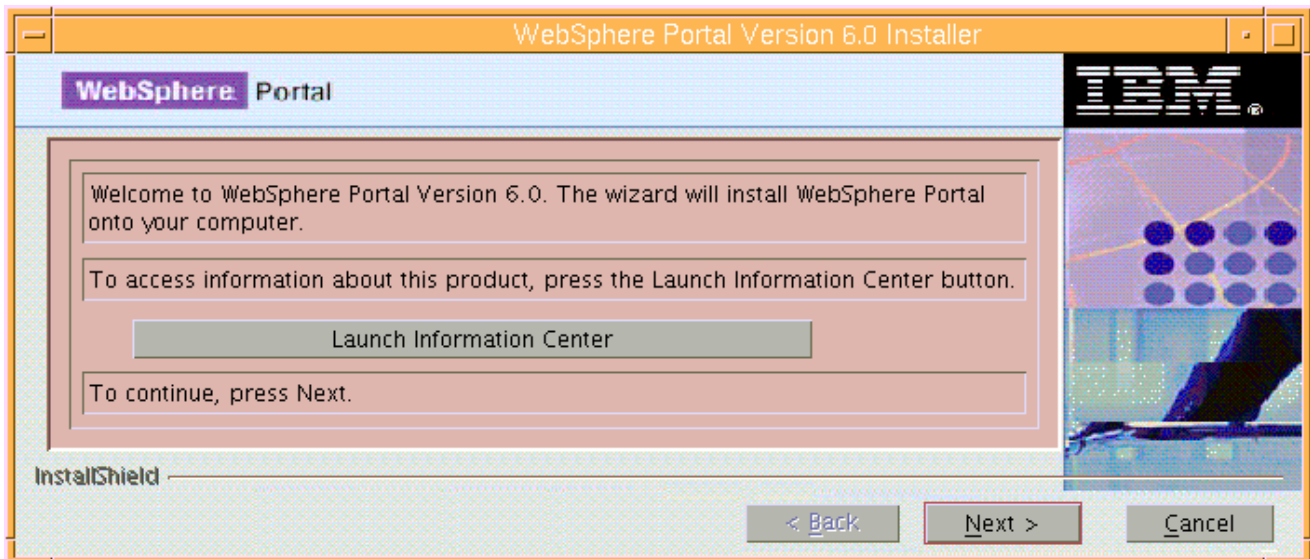 WebSphere Portal Version 6.0 Installer
WebSphere Portal
IBM®
Welcome to WebSphere Portal Version 6.0. The wizard will install WebSphere Portal
onto your computer.
To access information about this product, press the Launch Information Center button.
Launch Information Center
To continue, press Next.
InstallShield
< Back
Next >
Cancel